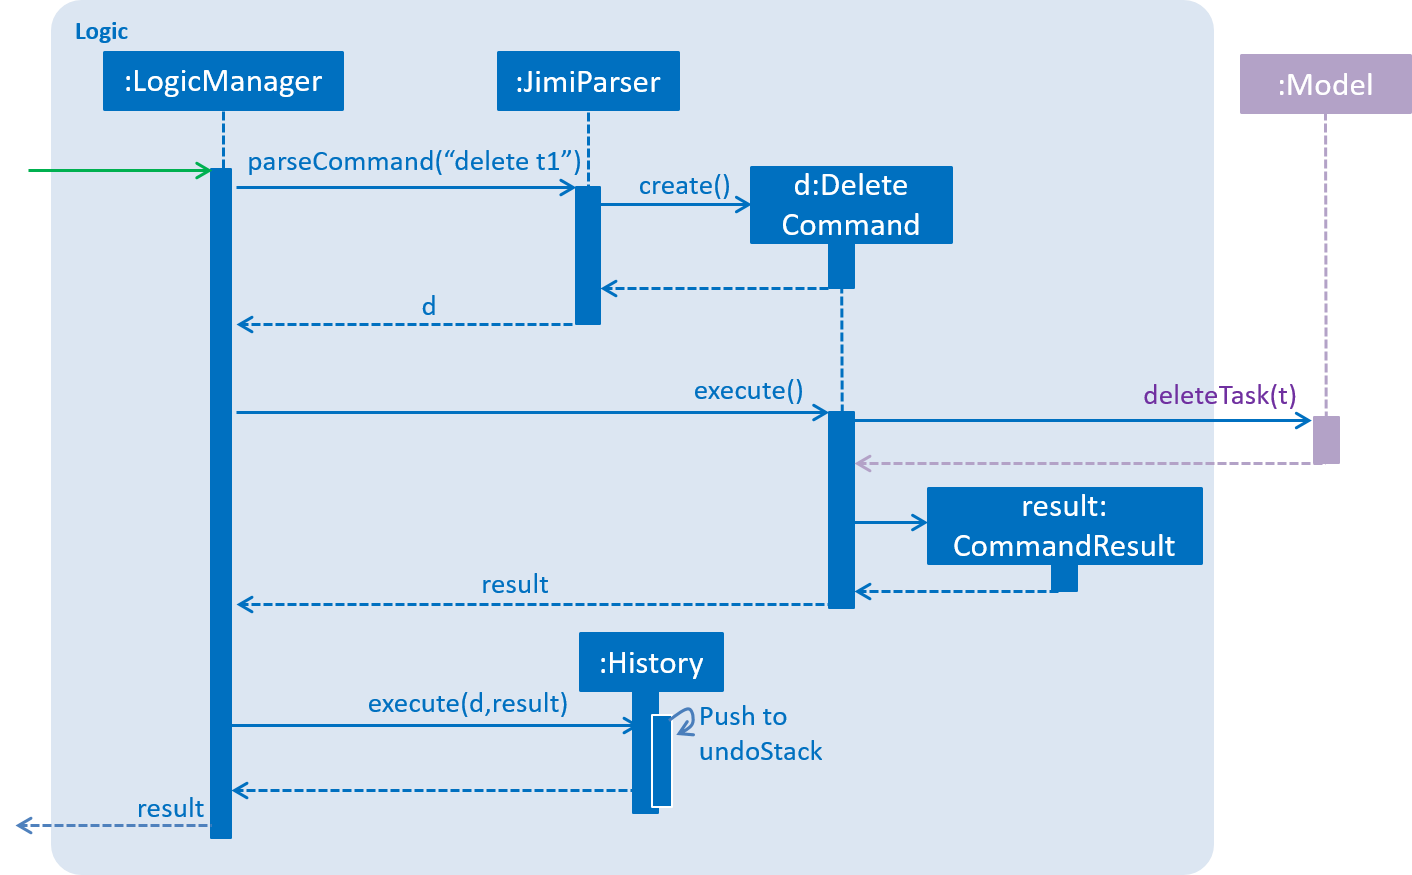 Logic
:LogicManager
:JimiParser
:Model
parseCommand(“delete t1”)
create()
d:Delete
Command
d
execute()
deleteTask(t)
result:
CommandResult
result
:History
execute(d,result)
Push to
undoStack
result